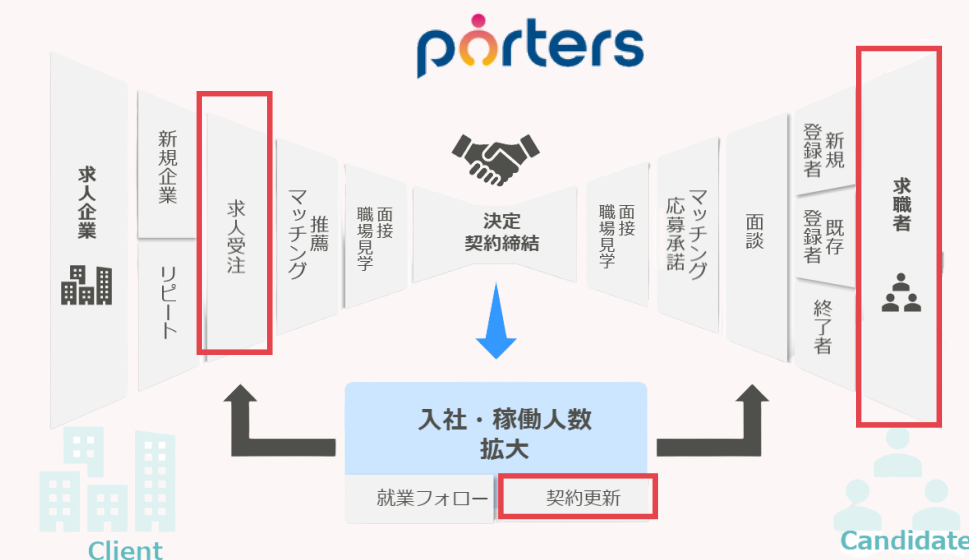 porters
求人企業
新規企業
リピート
求人受注
推薦
マッチング
面接
職場見学
決定
契約締結
面接
職場見学
マッチング
応募承諾
面談
新規
登録者
既存
登録者
終了者
求職者
入社・稼働人数
拡大
就業フォロー
契約更新
Client
Candidate